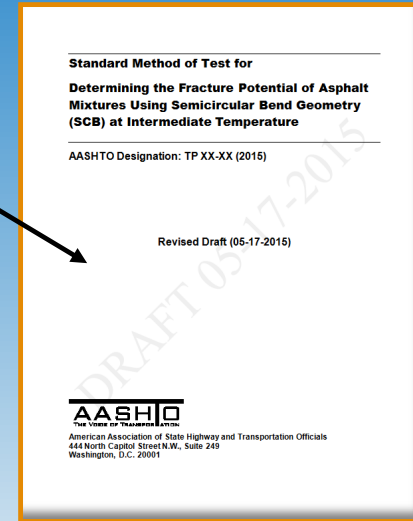 Standard Method of Test for
Determining the Fracture Potential of Asphalt
Mixtures Using Semicircular Bend Geometry
(SCB) at Intermediate Temperature
AASHTO Designation: TP XX-XX (2015)
Revised Draft (05-17-2015)
DRAFT 05-17-2015
AASHTO
THE VOICE OF TRANSPORTATION
American Association of State Highway and Transportation Officials
444 North Capitol Street N.W., Suite 249
Washington, D.C. 20001